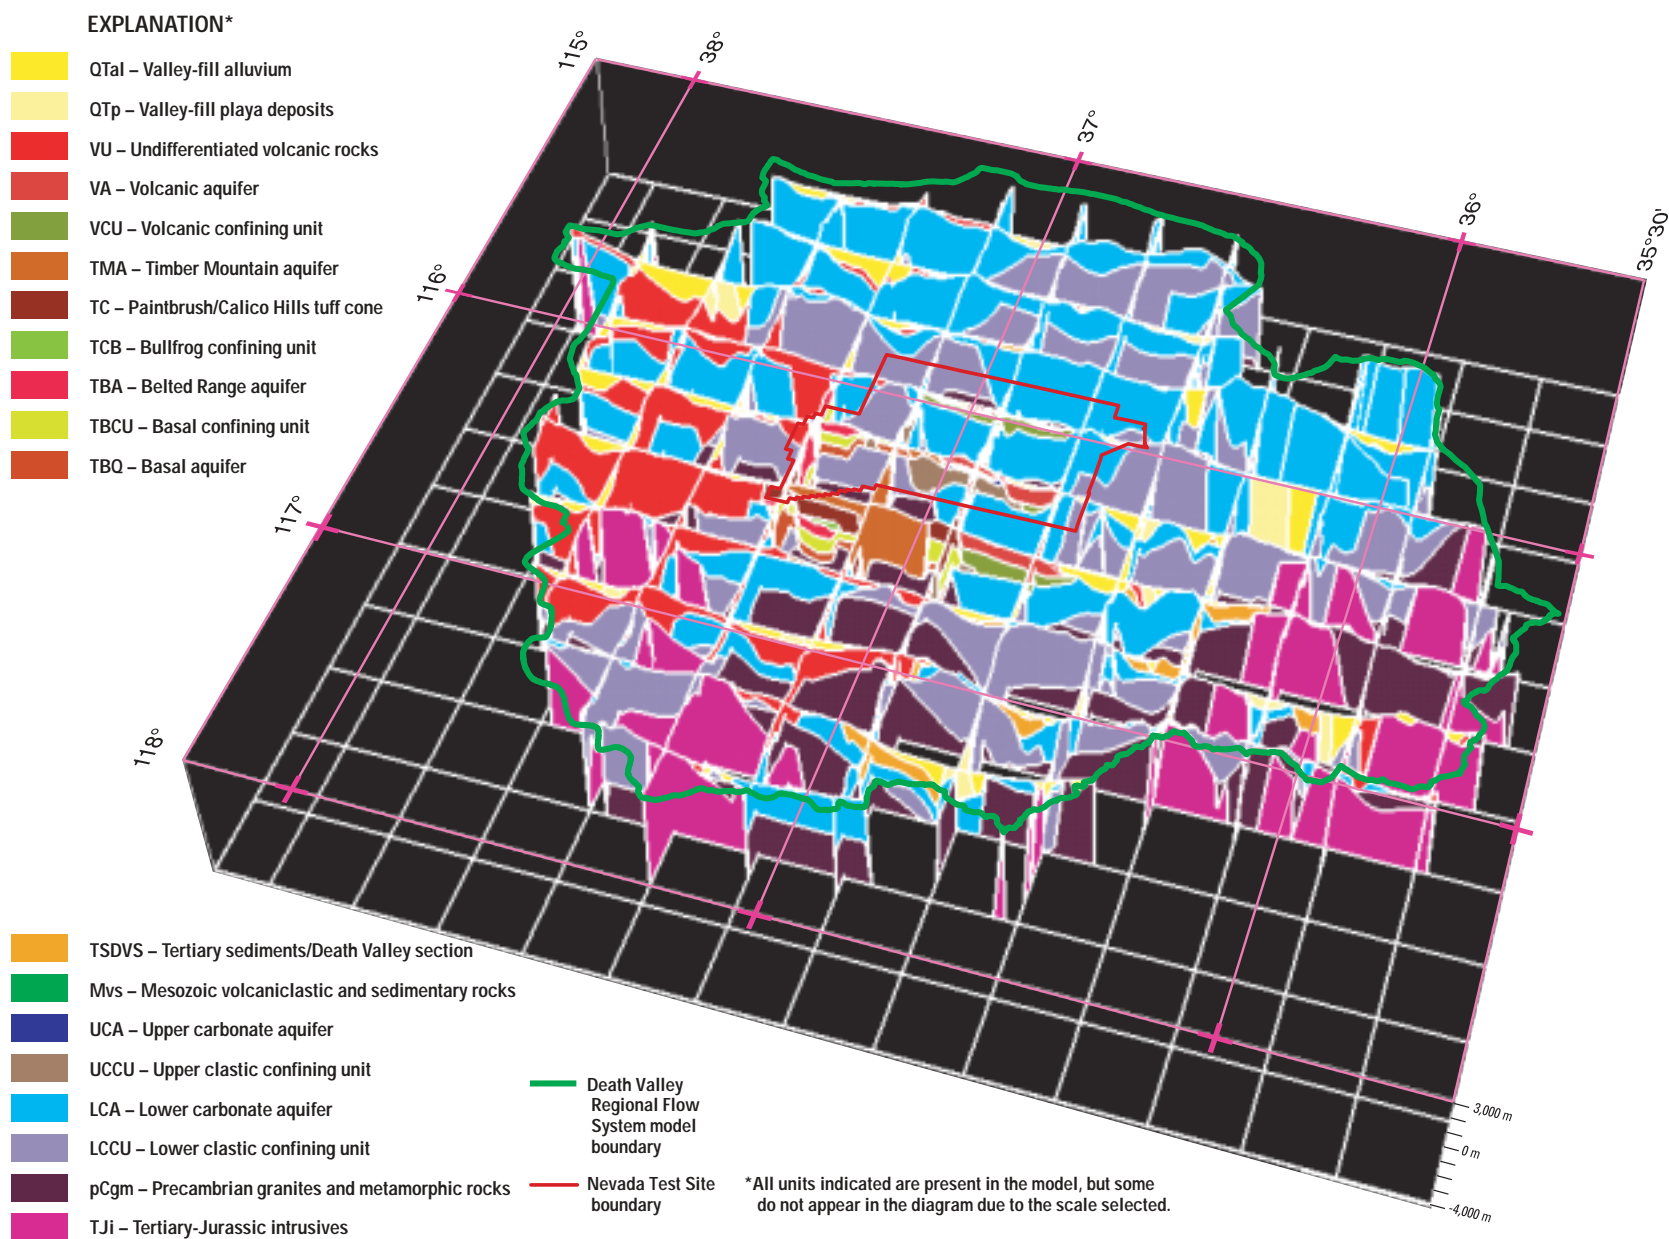 EXPLANATION*
QTal – Valley-fill alluvium
QTp – Valley-fill playa deposits
VU – Undifferentiated volcanic rocks
VA – Volcanic aquifer
VCU – Volcanic confining unit
TMA – Timber Mountain aquifer
TC – Paintbrush/Calico Hills tuff cone
TCB – Bullfrog confining unit
TBA – Belted Range aquifer
TBCU – Basal confining unit
TBQ – Basal aquifer
115°
38°
37°
36°
35°30'
116°
117°
118°
TSDVS – Tertiary sediments/Death Valley section
Mvs – Mesozoic volcaniclastic and sedimentary rocks
UCA – Upper carbonate aquifer
UCCU – Upper clastic confining unit
LCA – Lower carbonate aquifer
LCCU – Lower clastic confining unit
pCgm – Precambrian granites and metamorphic rocks
TJi – Tertiary-Jurassic intrusives
Death Valley
Regional Flow
System model
boundary
Nevada Test Site
boundary
*All units indicated are present in the model, but some
do not appear in the diagram due to the scale selected.
3,000 m
0 m
-4,000 m